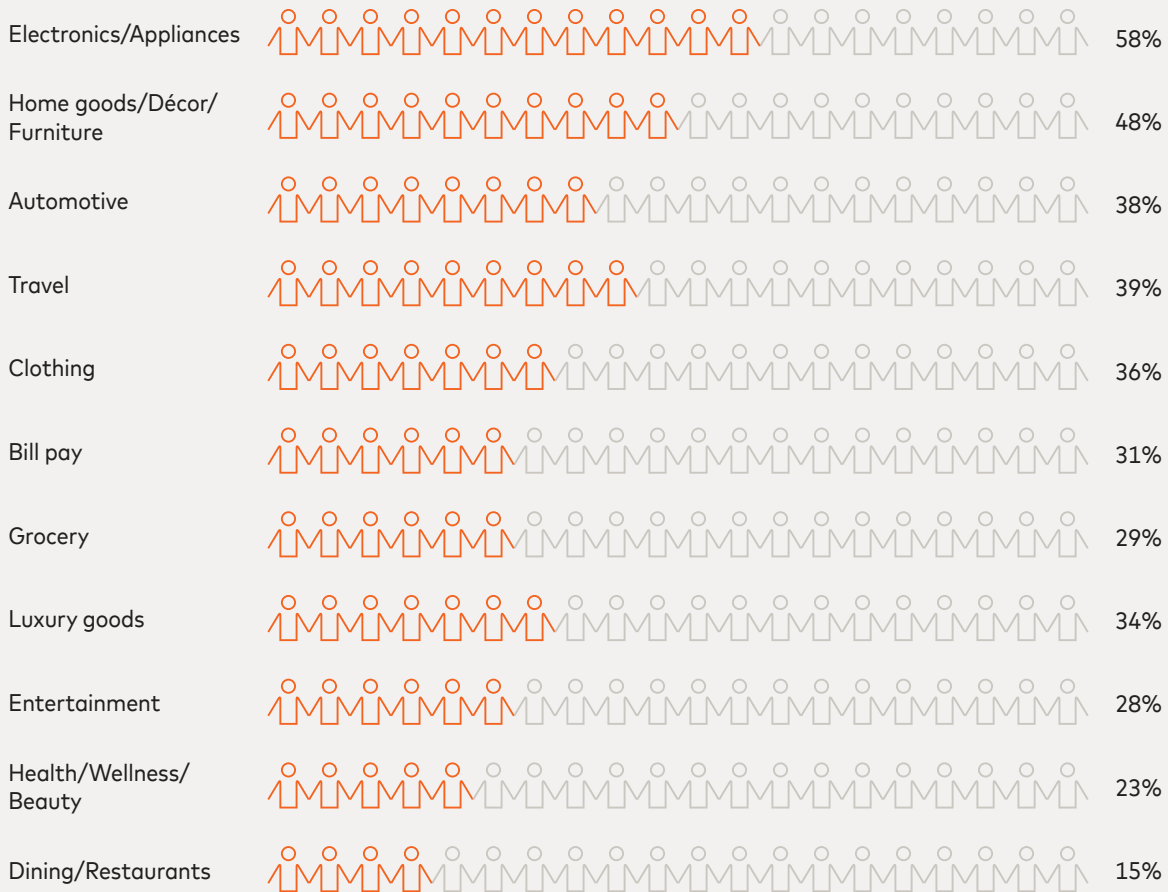 Electronics/Appliances 58%
Home goods/Décor/
Furniture 48%
Automotive 38%
Travel 39%
Clothing 36%
Bill pay 31%
Grocery 29%
Luxury goods 34%
Entertainment 28%
Health/Wellness/
Beauty 23%
Dining/Restaurants 15%